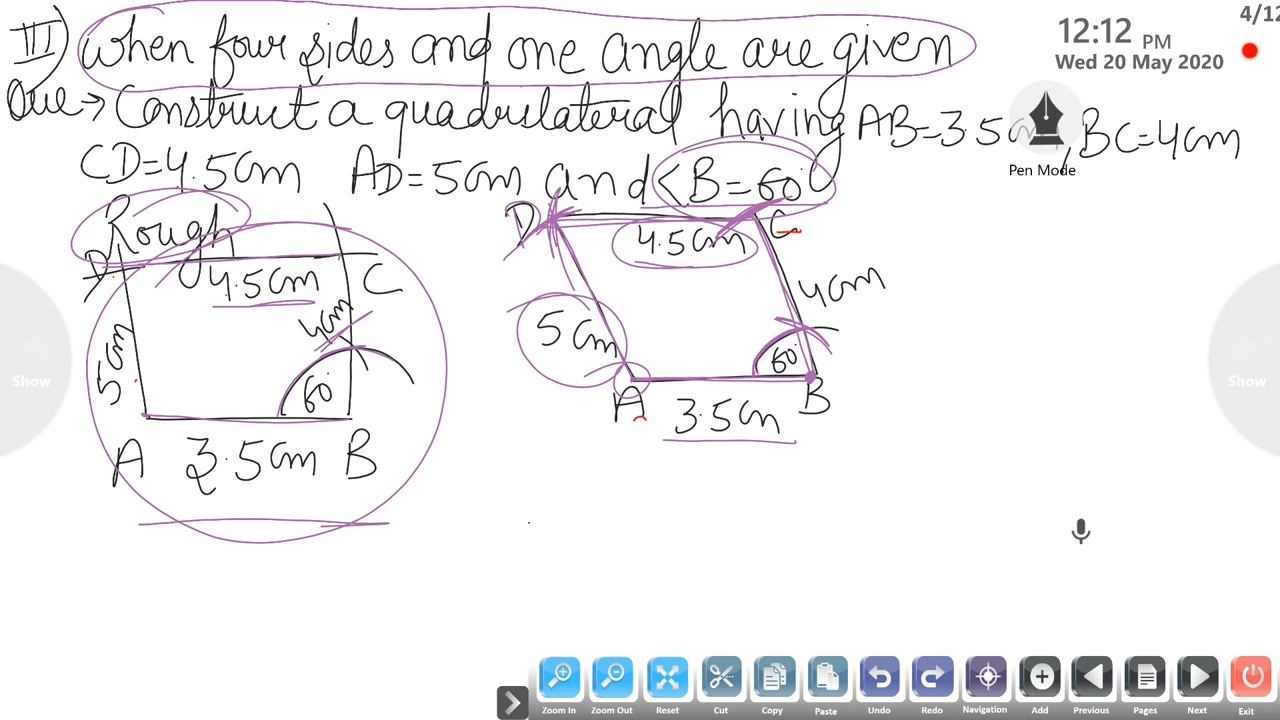 III) When four sides and one angle are given
4/12
12:12 PM
Wed 20 May 2020
Que → Construct a quadrilateral having AB=3.5cm, BC=4cm
Pen Mode
CD=4.5cm AD=5cm and <B=60°
Rough
D 4.5cm C
5cm
4cm
60°
A 3.5cm B
D 4.5cm C
5cm
4cm
60°
A 3.5cm B
Show
Show
Zoom In Zoom Out Reset Cut Copy Paste Undo Redo Navigation Add Previous Pages Next Exit